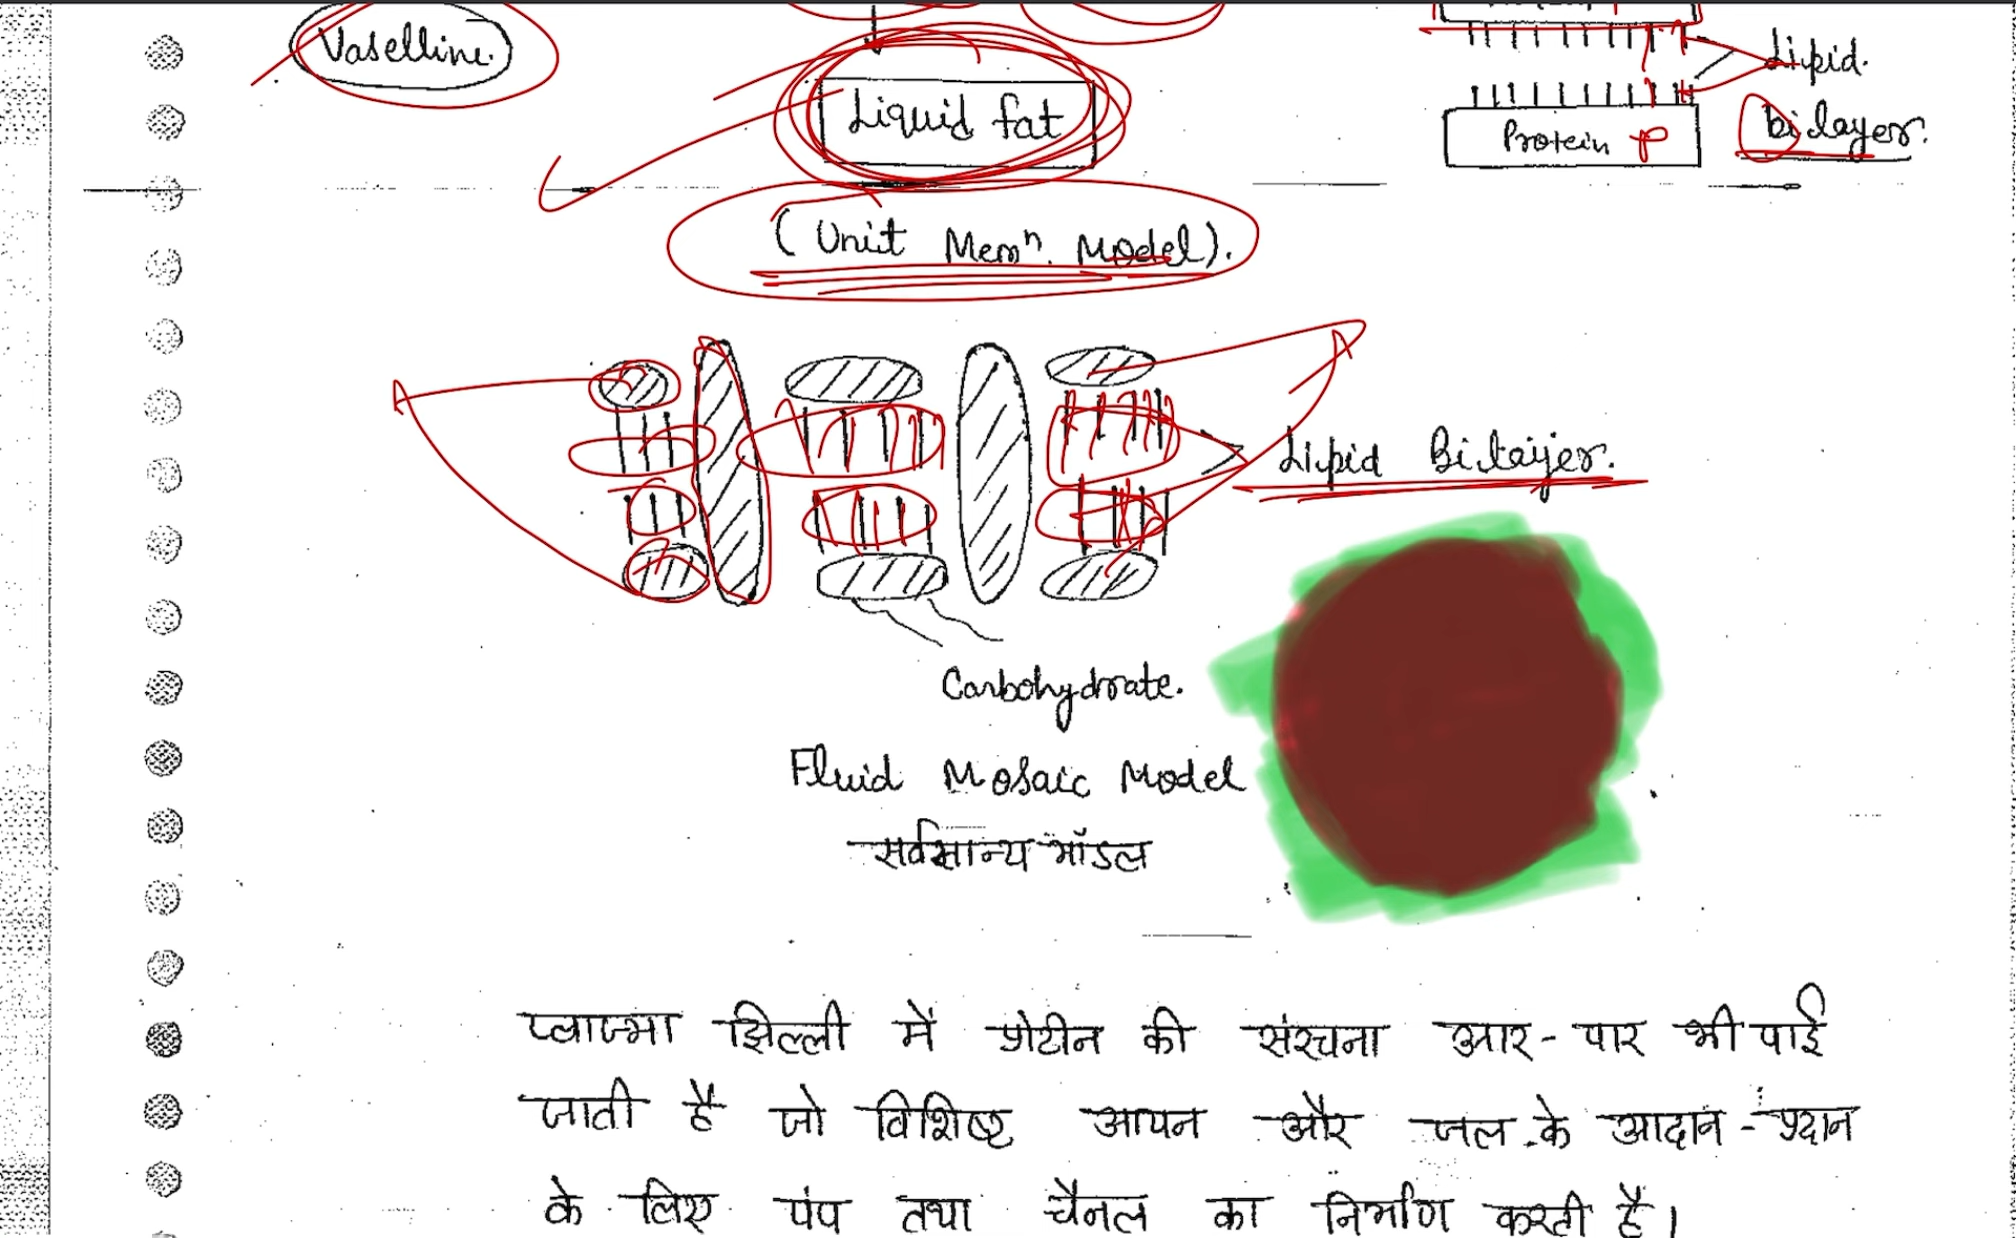 Vaselline.
Liquid fat
Lipid.
bilayer.
Protein P
(Unit Memⁿ. Model).
Lipid Bilayer.
Carbohydrate.
Fluid Mosaic Model
सर्वमान्य मॉडल
प्लाज्मा झिल्ली में प्रोटीन की संरचना आर-पार भी पाई
जाती है जो विशिष्ट आयन और जल के आदान-प्रदान
के लिए पंप तथा चैनल का निर्माण करती है।